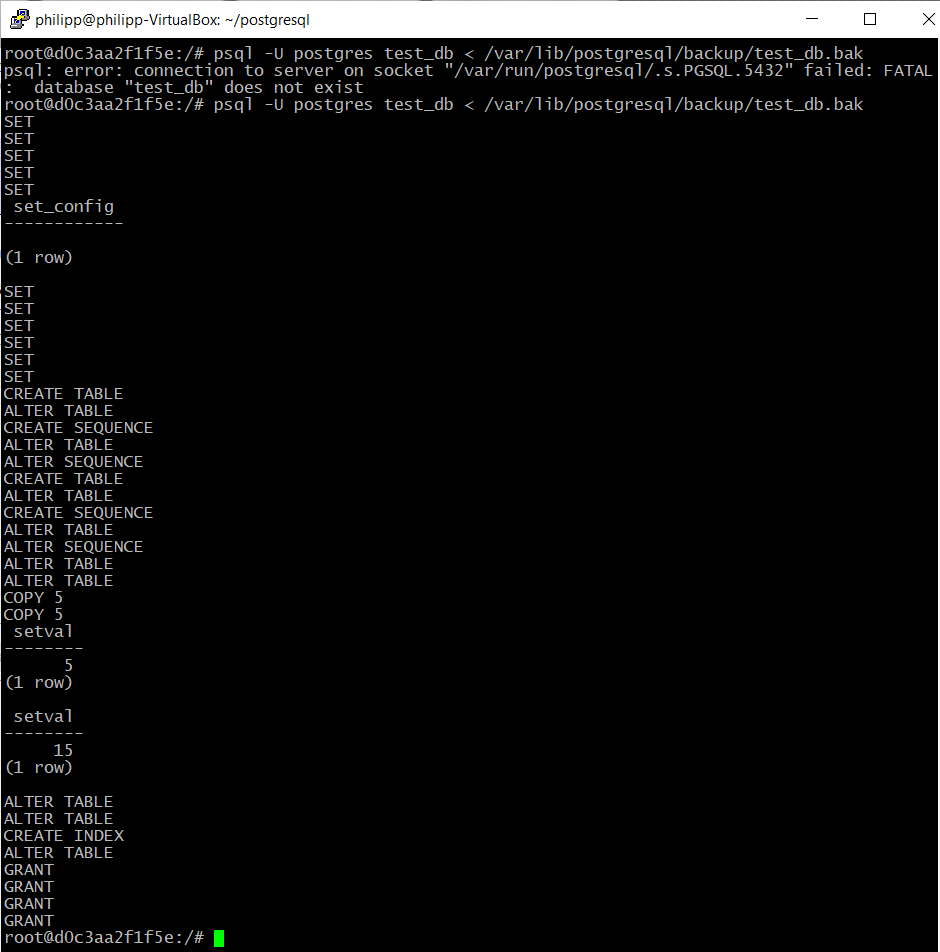 philipp@philipp-VirtualBox: ~/postgresql
root@d0c3aa2f1f5e:/# psql -U postgres test_db < /var/lib/postgresql/backup/test_db.bak
psql: error: connection to server on socket "/var/run/postgresql/.s.PGSQL.5432" failed: FATAL
:  database "test_db" does not exist
root@d0c3aa2f1f5e:/# psql -U postgres test_db < /var/lib/postgresql/backup/test_db.bak
SET
SET
SET
SET
SET
 set_config
------------

(1 row)

SET
SET
SET
SET
SET
SET
CREATE TABLE
ALTER TABLE
CREATE SEQUENCE
ALTER TABLE
ALTER SEQUENCE
CREATE TABLE
ALTER TABLE
CREATE SEQUENCE
ALTER TABLE
ALTER SEQUENCE
ALTER TABLE
ALTER TABLE
COPY 5
COPY 5
 setval
--------
      5
(1 row)

 setval
--------
     15
(1 row)

ALTER TABLE
ALTER TABLE
CREATE INDEX
ALTER TABLE
GRANT
GRANT
GRANT
GRANT
root@d0c3aa2f1f5e:/#